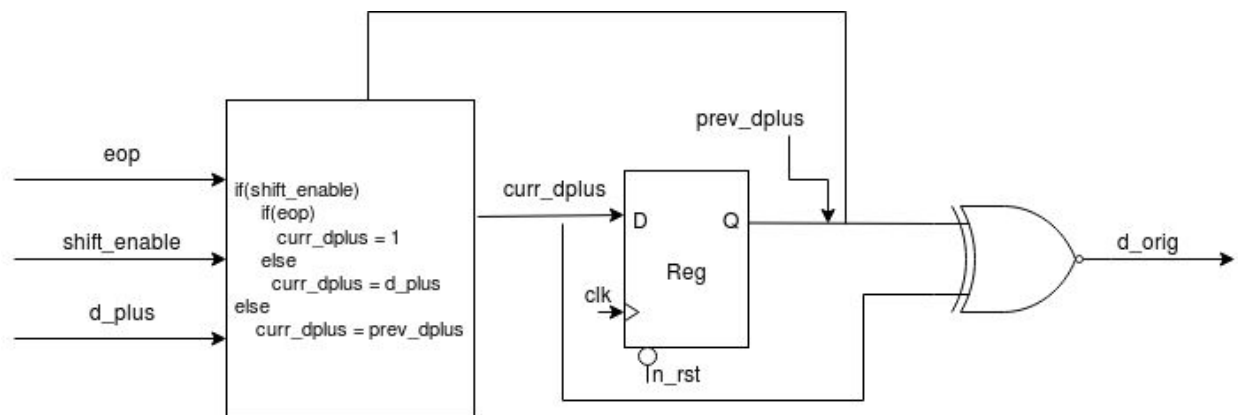 prev_dplus
eop
curr_dplus
if(shift_enable)
if(eop)
curr_dplus = 1
else
curr_dplus = d_plus
else
curr_dplus = prev_dplus
shift_enable
d_plus
D
Q
Reg
clk
n_rst
d_orig